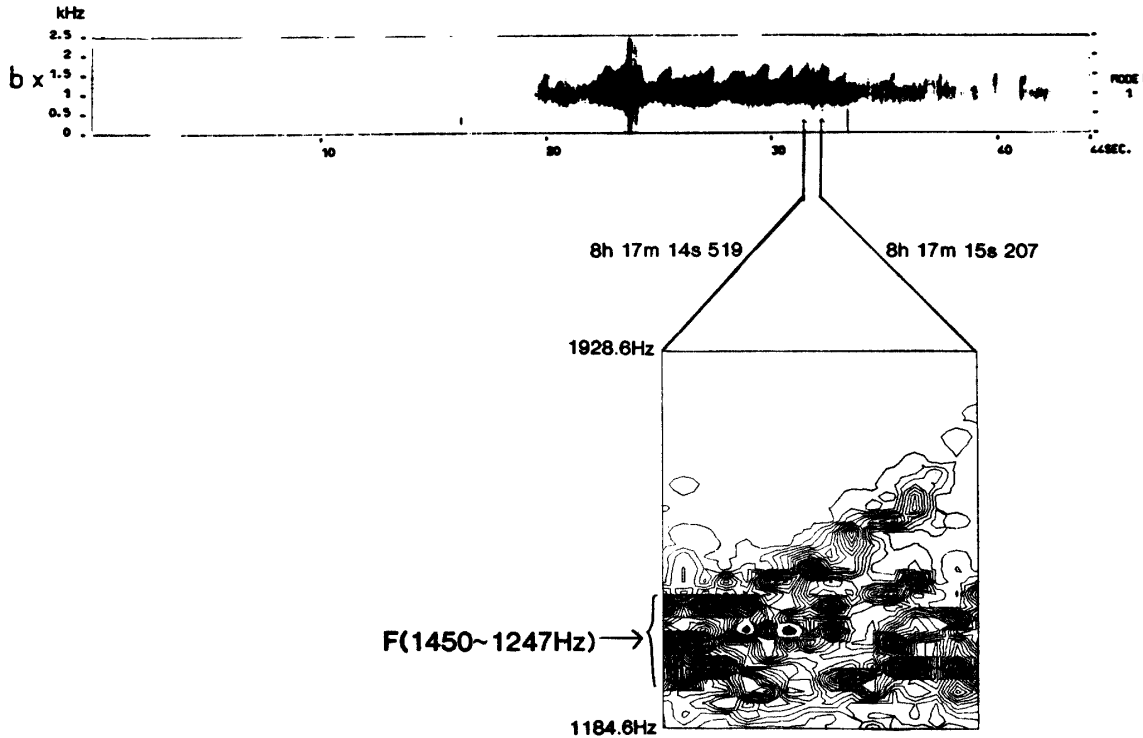 kHz
2.5
2
b x 1.5
1
0.5
0
MODE
1
10 20 30 40 44SEC.
8h 17m 14s 519 8h 17m 15s 207
1928.6Hz
F(1450~1247Hz)
1184.6Hz